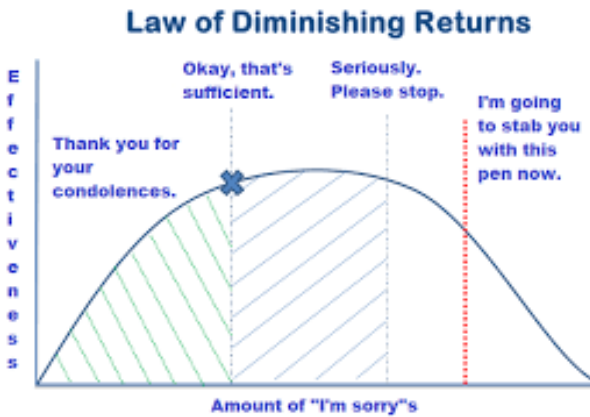 Law of Diminishing Returns
Effectiveness
Okay, that's
sufficient.
Seriously.
Please stop.
I'm going
to stab you
with this
pen now.
Thank you for
your
condolences.
Amount of "I'm sorry"s